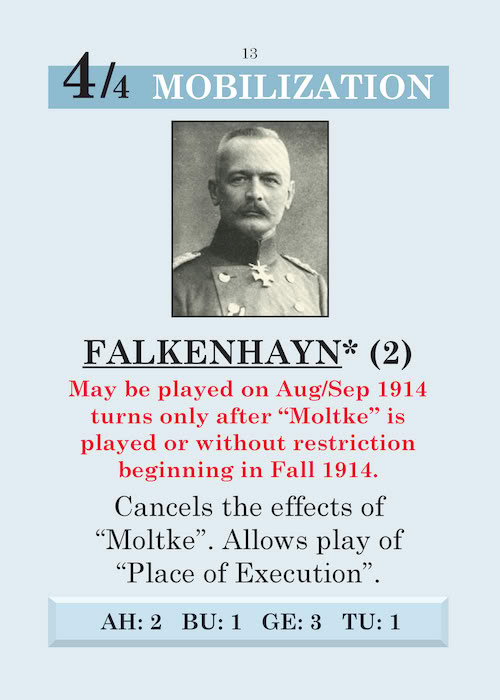 13
4/4 MOBILIZATION
FALKENHAYN* (2)
May be played on Aug/Sep 1914
turns only after “Moltke” is
played or without restriction
beginning in Fall 1914.
Cancels the effects of
“Moltke”. Allows play of
“Place of Execution”.
AH: 2 BU: 1 GE: 3 TU: 1